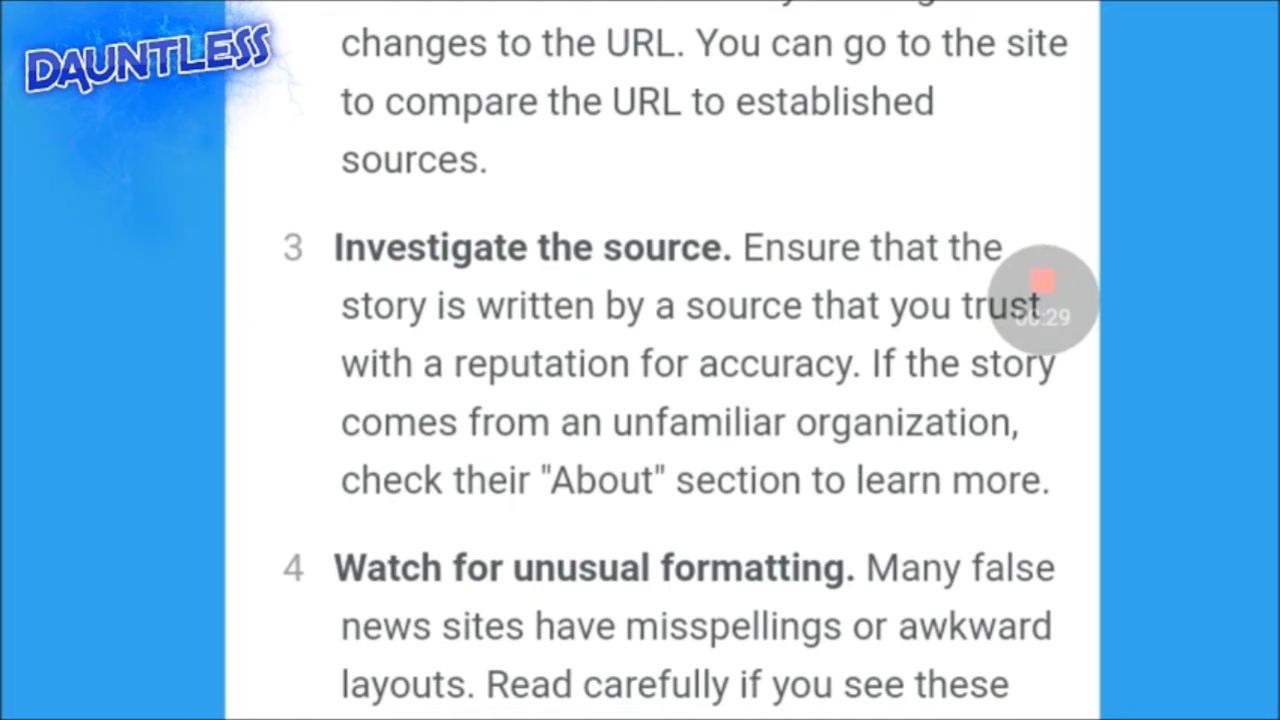 DAUNTLESS
changes to the URL. You can go to the site
to compare the URL to established
sources.
3 Investigate the source. Ensure that the
story is written by a source that you trust
00:29
with a reputation for accuracy. If the story
comes from an unfamiliar organization,
check their "About" section to learn more.
4 Watch for unusual formatting. Many false
news sites have misspellings or awkward
layouts. Read carefully if you see these